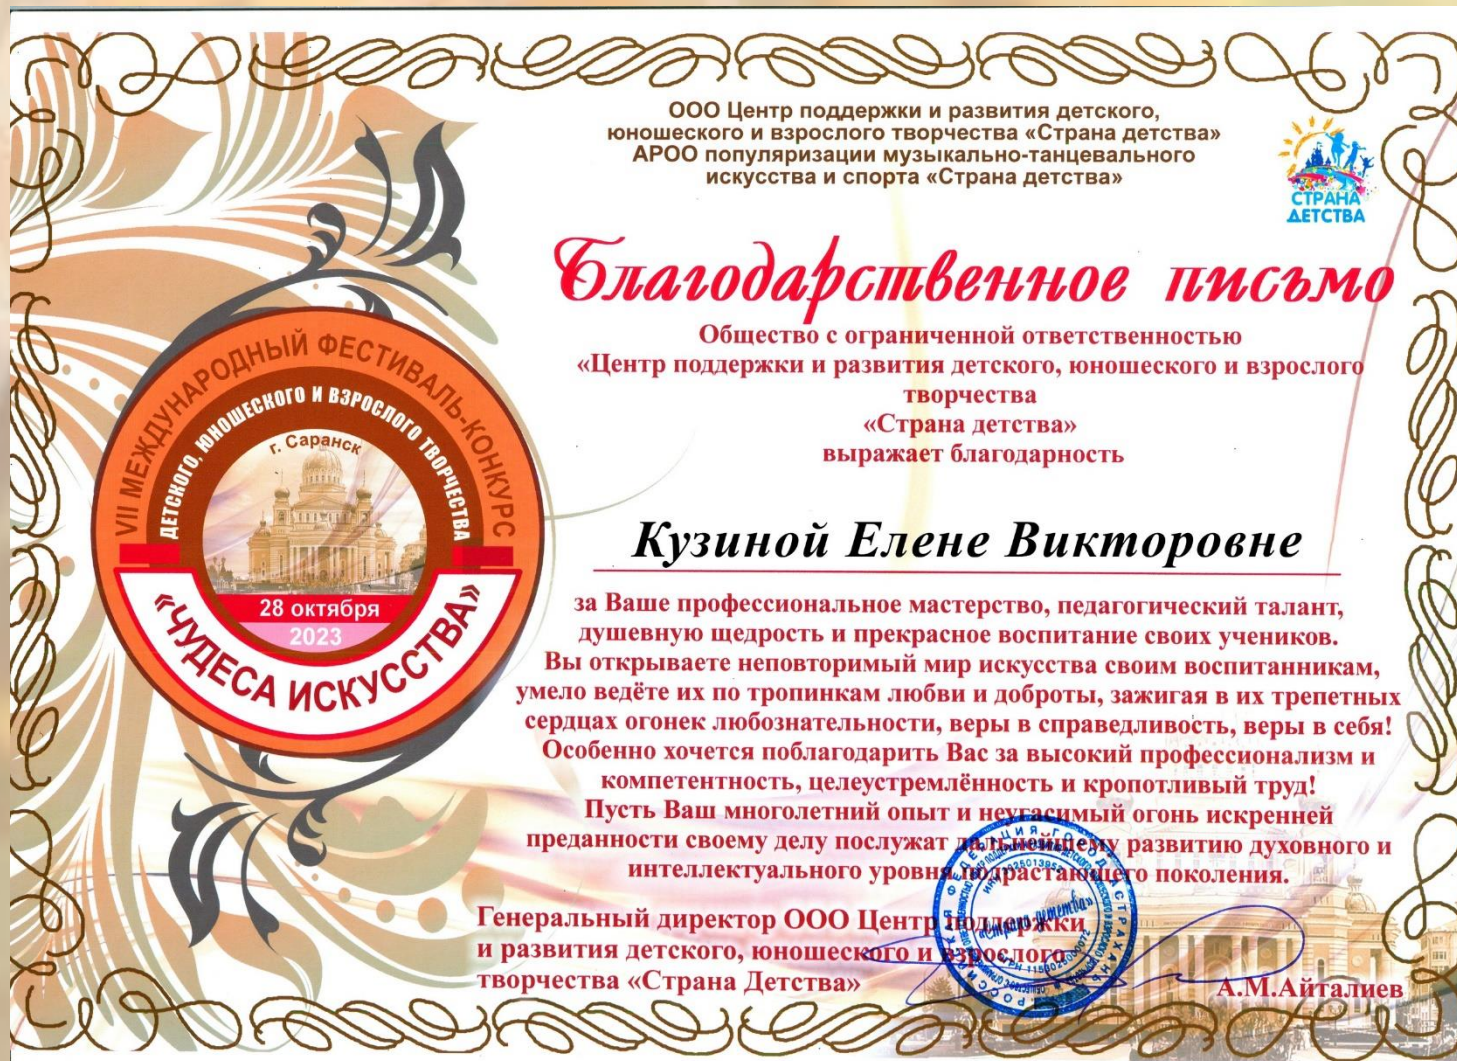 ООО Центр поддержки и развития детского,
юношеского и взрослого творчества «Страна детства»
АРОО популяризации музыкально-танцевального
искусства и спорта «Страна детства»
СТРАНА
ДЕТСТВА
Благодарственное письмо
Общество с ограниченной ответственностью
«Центр поддержки и развития детского, юношеского и взрослого
творчества
«Страна детства»
выражает благодарность
VII МЕЖДУНАРОДНЫЙ ФЕСТИВАЛЬ-КОНКУРС
ДЕТСКОГО, ЮНОШЕСКОГО И ВЗРОСЛОГО ТВОРЧЕСТВА
г. Саранск
28 октября
2023
«ЧУДЕСА ИСКУССТВА»
Кузиной Елене Викторовне
за Ваше профессиональное мастерство, педагогический талант,
душевную щедрость и прекрасное воспитание своих учеников.
Вы открываете неповторимый мир искусства своим воспитанникам,
умело ведёте их по тропинкам любви и доброты, зажигая в их трепетных
сердцах огонек любознательности, веры в справедливость, веры в себя!
Особенно хочется поблагодарить Вас за высокий профессионализм и
компетентность, целеустремлённость и кропотливый труд!
Пусть Ваш многолетний опыт и неугасимый огонь искренней
преданности своему делу послужат дальнейшему развитию духовного и
интеллектуального уровня подрастающего поколения.
Генеральный директор ООО Центр поддержки
и развития детского, юношеского и взрослого
творчества «Страна Детства»
А.М.Айталиев
РОССИЙСКАЯ ФЕДЕРАЦИЯ ГОРОД АСТРАХАНЬ
«Страна детства»